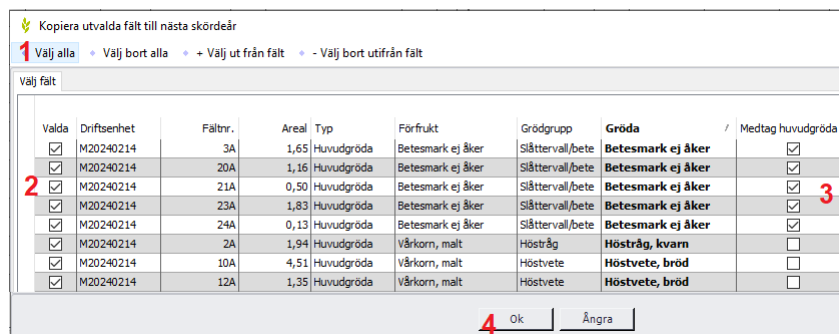 Kopiera utvalda fält till nästa skördeår
1 Välj alla Välj bort alla + Välj ut från fält - Välj bort utifrån fält
Välj fält
Valda Driftsenhet Fältnr. Areal Typ Förfrukt Grödgrupp Gröda / Medtag huvudgröda
M20240214 3A 1,65 Huvudgröda Betesmark ej åker Slåttervall/bete Betesmark ej åker
M20240214 20A 1,16 Huvudgröda Betesmark ej åker Slåttervall/bete Betesmark ej åker
2 M20240214 21A 0,50 Huvudgröda Betesmark ej åker Slåttervall/bete Betesmark ej åker 3
M20240214 23A 1,83 Huvudgröda Betesmark ej åker Slåttervall/bete Betesmark ej åker
M20240214 24A 0,13 Huvudgröda Betesmark ej åker Slåttervall/bete Betesmark ej åker
M20240214 2A 1,94 Huvudgröda Vårkorn, malt Höstråg Höstråg, kvarn
M20240214 10A 4,51 Huvudgröda Vårkorn, malt Höstvete Höstvete, bröd
M20240214 12A 1,35 Huvudgröda Vårkorn, malt Höstvete Höstvete, bröd
4 Ok Ångra